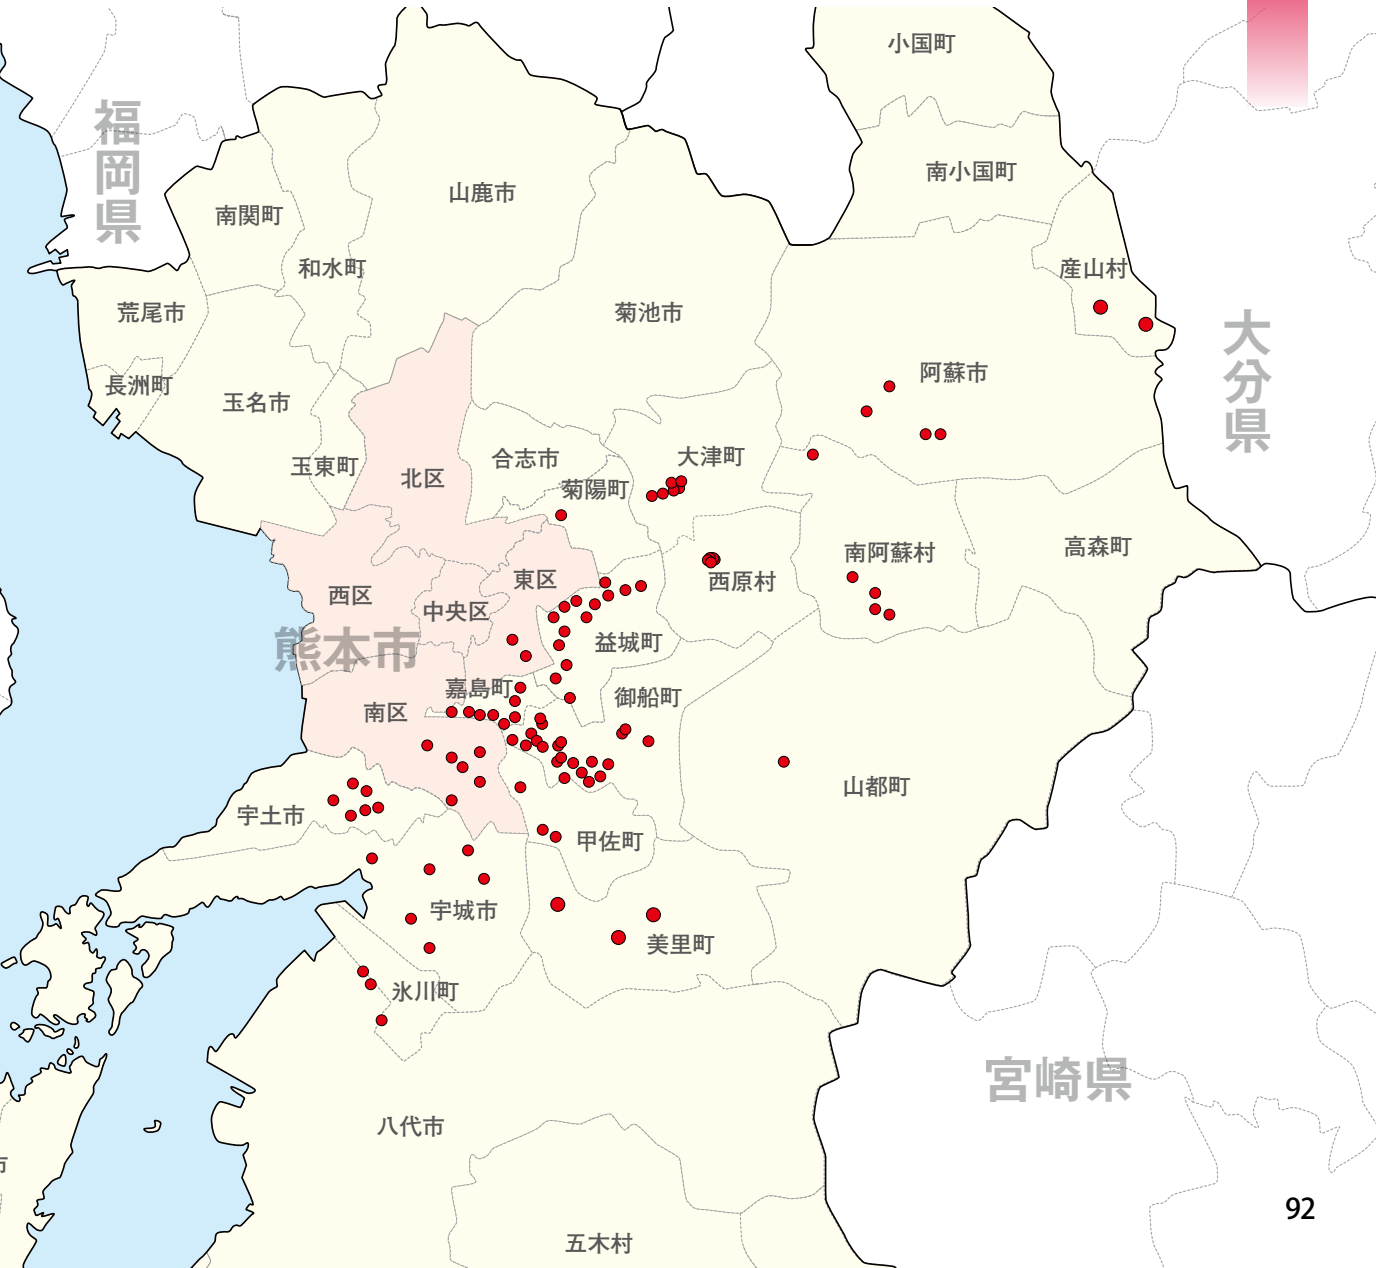 小国町
福岡県
南小国町
山鹿市
南関町
和水町
産山村
荒尾市
菊池市
大分県
阿蘇市
長洲町
玉名市
玉東町
北区
合志市
大津町
菊陽町
南阿蘇村
高森町
西区
東区
西原村
中央区
熊本市
益城町
嘉島町
御船町
南区
山都町
宇土市
甲佐町
宇城市
美里町
氷川町
宮崎県
八代市
市
92
五木村